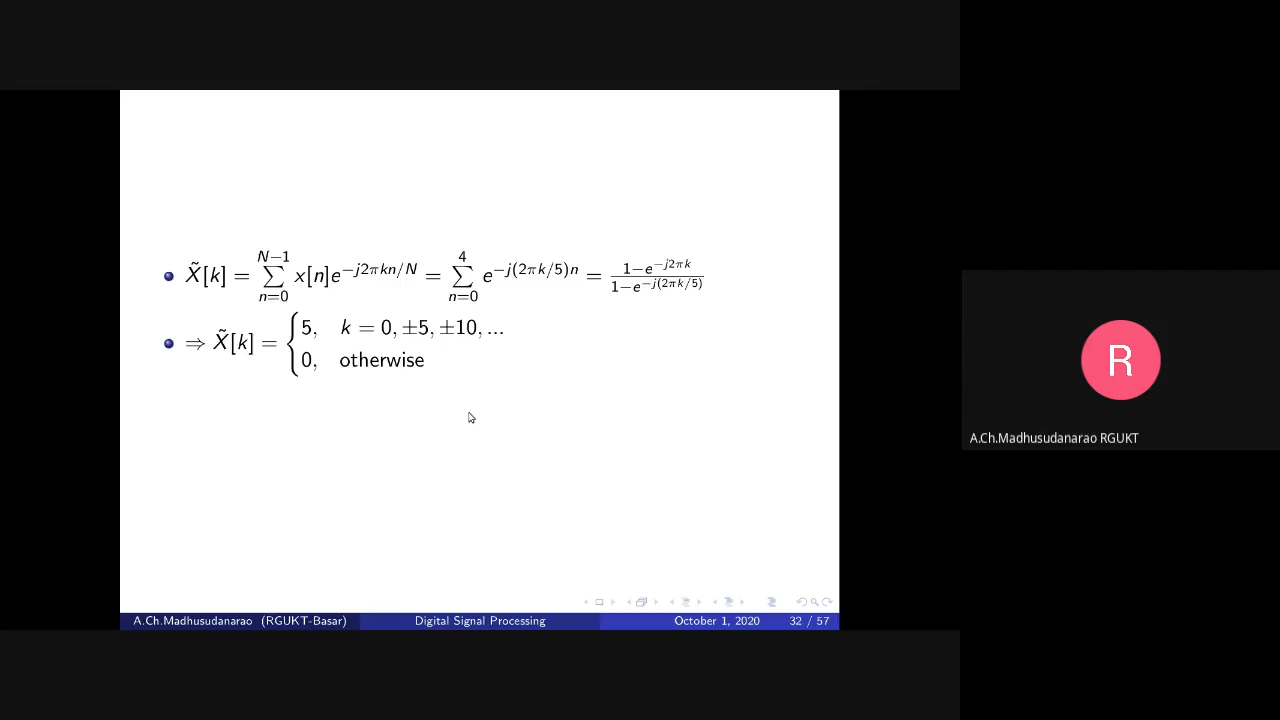 X̃[k] = N−1∑n=0 x[n]e^−j2πkn/N = 4∑n=0 e^−j(2πk/5)n = 1−e^−j2πk / 1−e^−j(2πk/5)
⇒ X̃[k] = { 5, k = 0, ±5, ±10, ...
0, otherwise
R
A.Ch.Madhusudanarao RGUKT
A.Ch.Madhusudanarao (RGUKT-Basar) Digital Signal Processing October 1, 2020 32 / 57